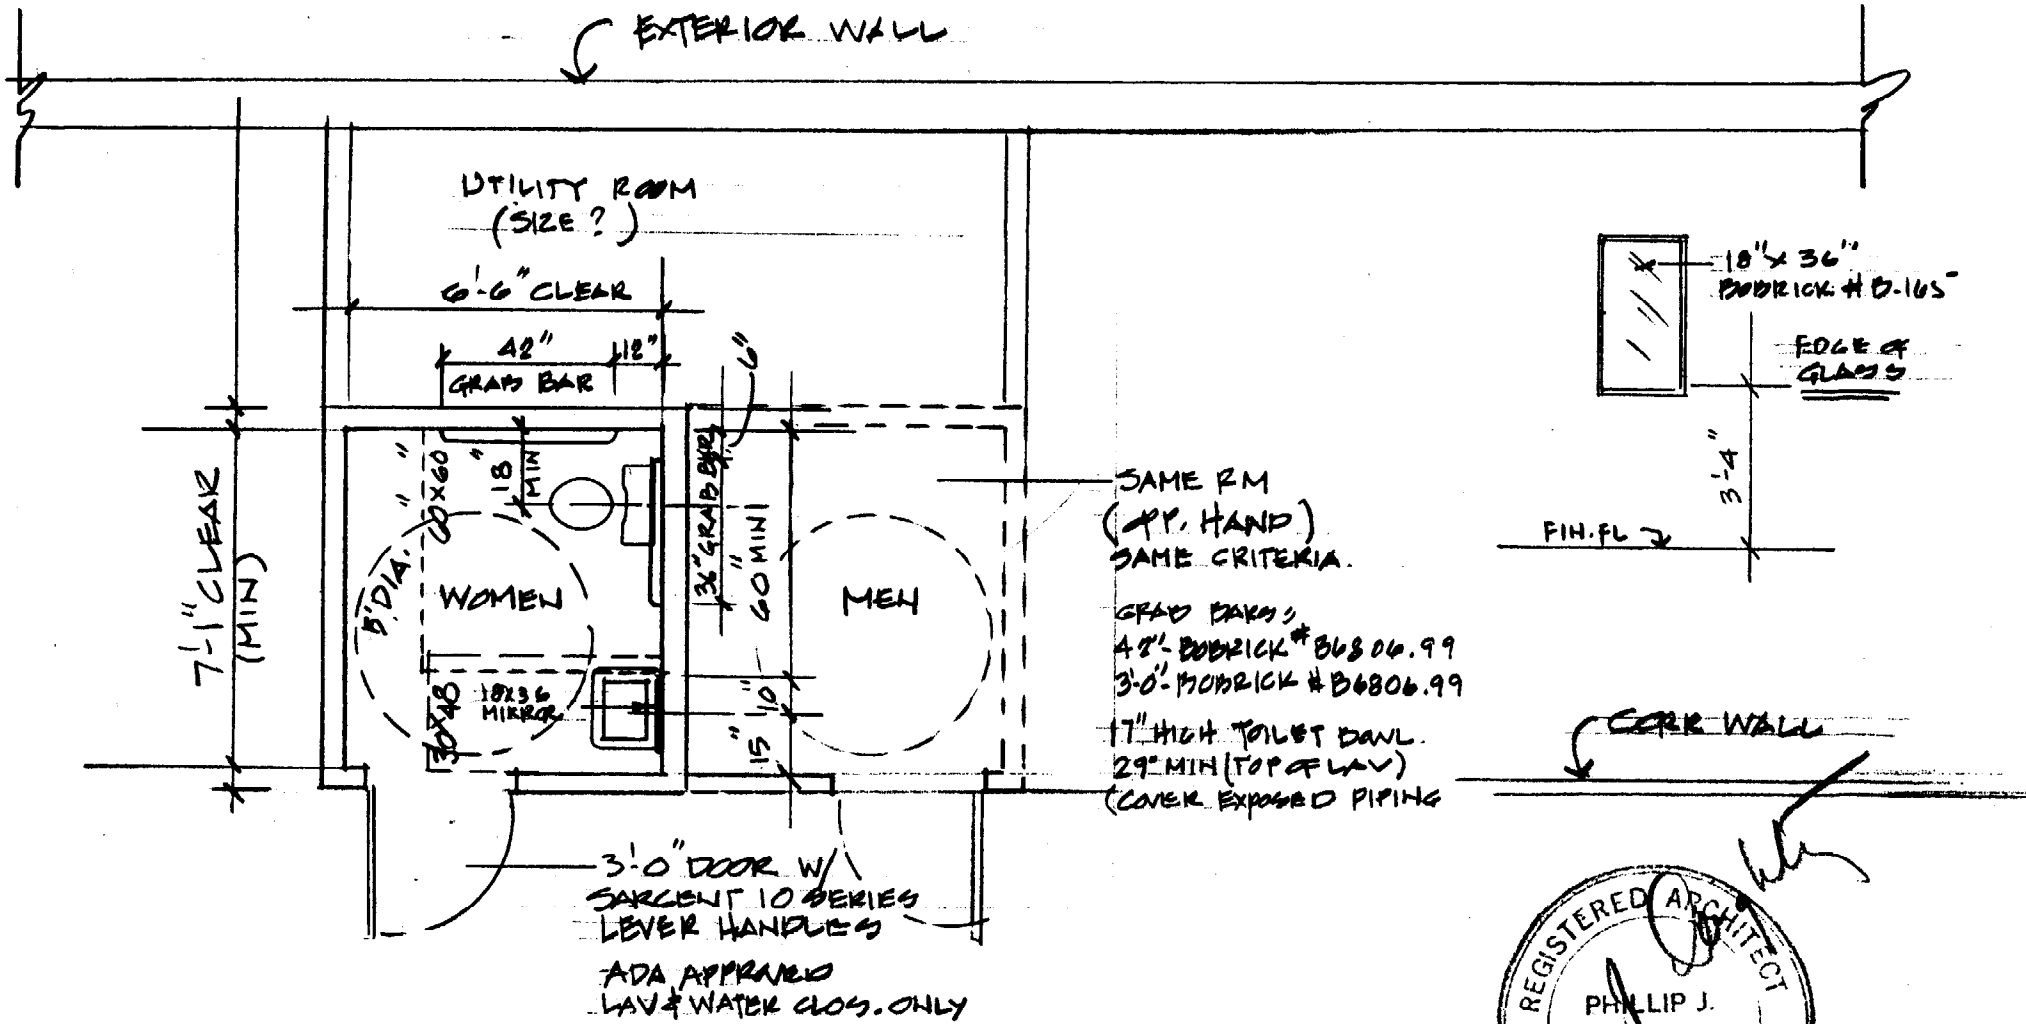 EXTERIOR WALL
UTILITY ROOM
(SIZE ?)
6'-6" CLEAR
42"
12"
GRAB BAR
6"
18"
MIN
60"x60"
36" GRAB BAR
60" MIN
5' DIA.
WOMEN
MEN
7'-1" CLEAR
(MIN)
30"x48"
18x36
MIRROR
10"
15"
SAME RM
(OPP. HAND)
SAME CRITERIA.
GRAB BARS:
42"- BOBRICK #B6806.99
3'-0"- BOBRICK #B6806.99
17" HIGH TOILET BOWL.
29" MIN (TOP OF LAV)
(COVER EXPOSED PIPING
18" x 36"
BOBRICK # B-165
EDGE OF
GLASS
3'-4"
FIN. FL
CORR WALL
3'-0" DOOR W/
SARGENT 10 SERIES
LEVER HANDLES
ADA APPROVED
LAV & WATER CLOS. ONLY
REGISTERED ARCHITECT
PHILLIP J.